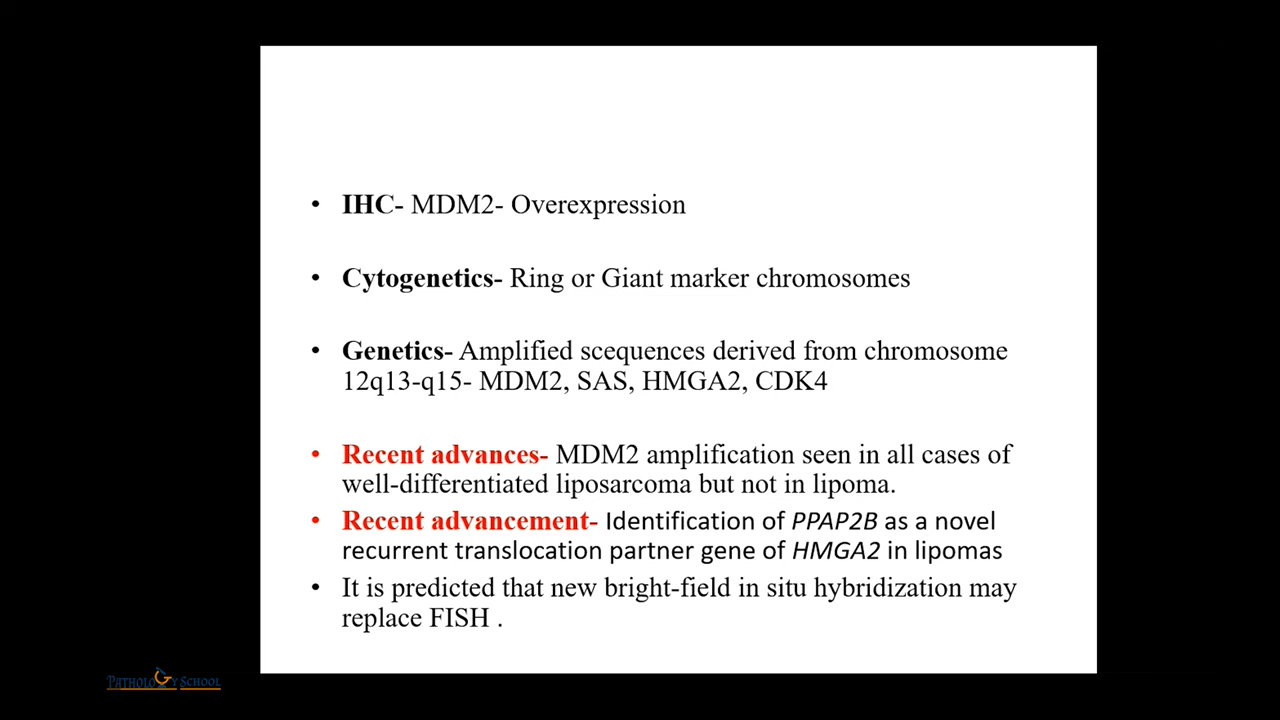 • IHC- MDM2- Overexpression
• Cytogenetics- Ring or Giant marker chromosomes
• Genetics- Amplified scequences derived from chromosome
12q13-q15- MDM2, SAS, HMGA2, CDK4
• Recent advances- MDM2 amplification seen in all cases of
well-differentiated liposarcoma but not in lipoma.
• Recent advancement- Identification of PPAP2B as a novel
recurrent translocation partner gene of HMGA2 in lipomas
• It is predicted that new bright-field in situ hybridization may
replace FISH .
PATHOLOGY SCHOOL